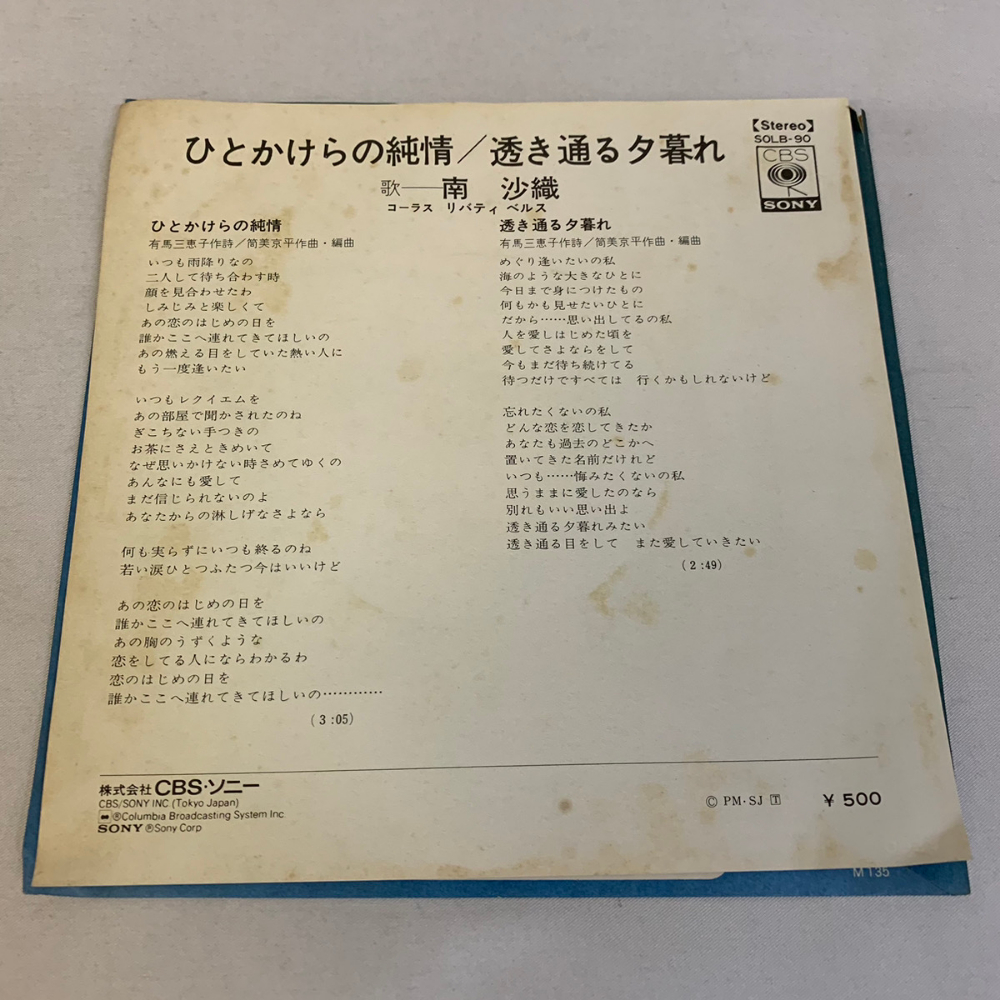 【Stereo】
SOLB-90
CBS
SONY
ひとかけらの純情／透き通る夕暮れ
歌──南 沙織
コーラス リバティ ベルス
ひとかけらの純情
有馬三恵子作詩／筒美京平作曲・編曲
いつも雨降りなの
二人して待ち合わす時
顔を見合わせたわ
しみじみと楽しくて
あの恋のはじめの日を
誰かここへ連れてきてほしいの
あの燃える目をしていた熱い人に
もう一度逢いたい
いつもレクイエムを
あの部屋で聞かされたのね
ぎこちない手つきの
お茶にさえときめいて
なぜ思いかけない時さめてゆくの
あんなにも愛して
まだ信じられないのよ
あなたからの淋しげなさよなら
何も実らずにいつも終るのね
若い涙ひとつふたつ今はいいけど
あの恋のはじめの日を
誰かここへ連れてきてほしいの
あの胸のうずくような
恋をしてる人にならわかるわ
恋のはじめの日を
誰かここへ連れてきてほしいの…………
(3:05)
透き通る夕暮れ
有馬三恵子作詩／筒美京平作曲・編曲
めぐり逢いたいの私
海のような大きなひとに
今日まで身につけたもの
何もかも見せたいひとに
だから……思い出してるの私
人を愛しはじめた頃を
愛してさよならをして
今もまだ待ち続けてる
待つだけですべては 行くかもしれないけど
忘れたくないの私
どんな恋を恋してきたか
あなたも過去のどこかへ
置いてきた名前だけれど
いつも……悔みたくないの私
思うままに愛したのなら
別れもいい思い出よ
透き通る夕暮れみたい
透き通る目をして また愛していきたい
(2:49)
株式会社 CBS・ソニー
CBS/SONY INC (Tokyo Japan)
®Columbia Broadcasting System Inc
SONY ®Sony Corp
© PM・SJ Ⓣ ¥ 500
M 135